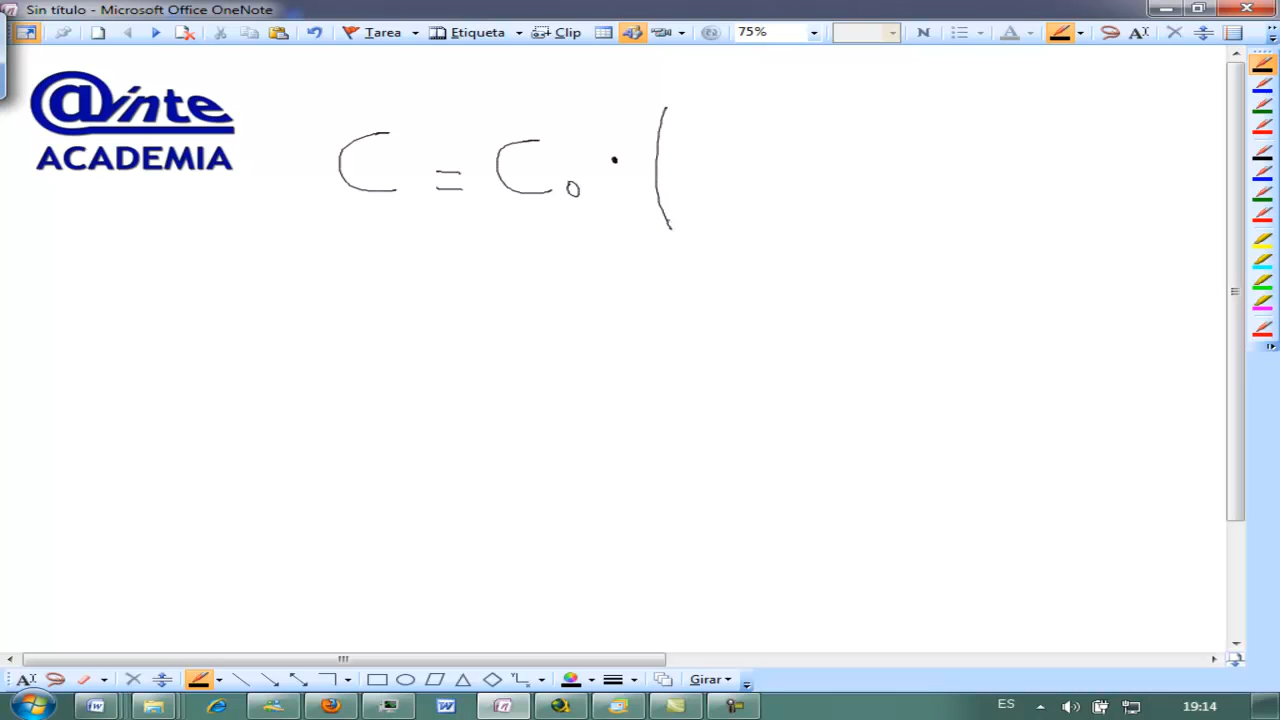 Sin título - Microsoft Office OneNote
Tarea Etiqueta Clip 75% N A A
@inte
ACADEMIA
C = C₀ · (
A Girar
W W
ES 19:14